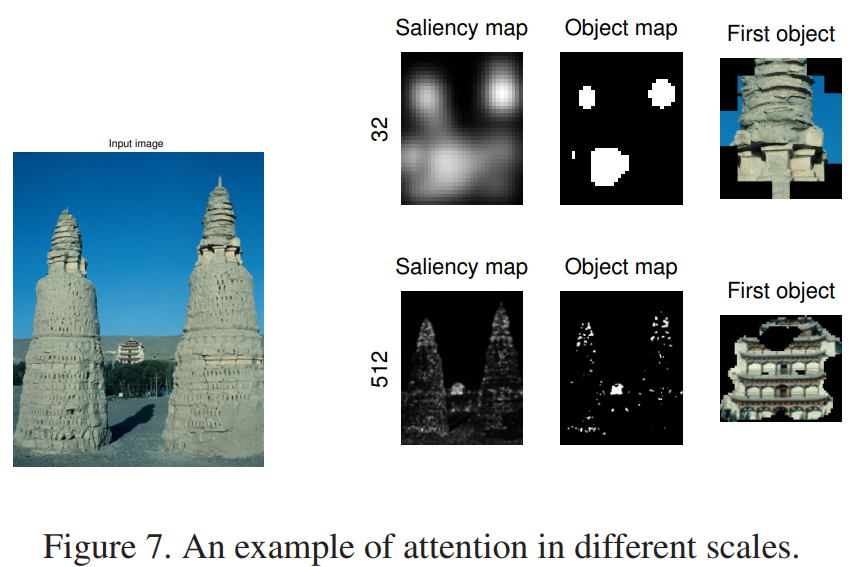 Saliency map
Object map
First object
32
Input image
Saliency map
Object map
First object
512
Figure 7. An example of attention in different scales.